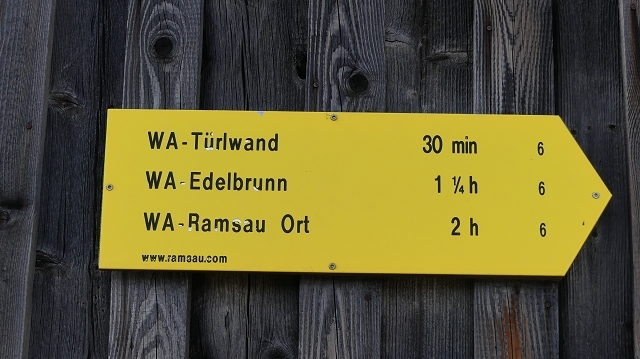 WA-Türlwand 30 min 6
WA-Edelbrunn 1 ¼ h 6
WA-Ramsau Ort 2 h 6
www.ramsau.com